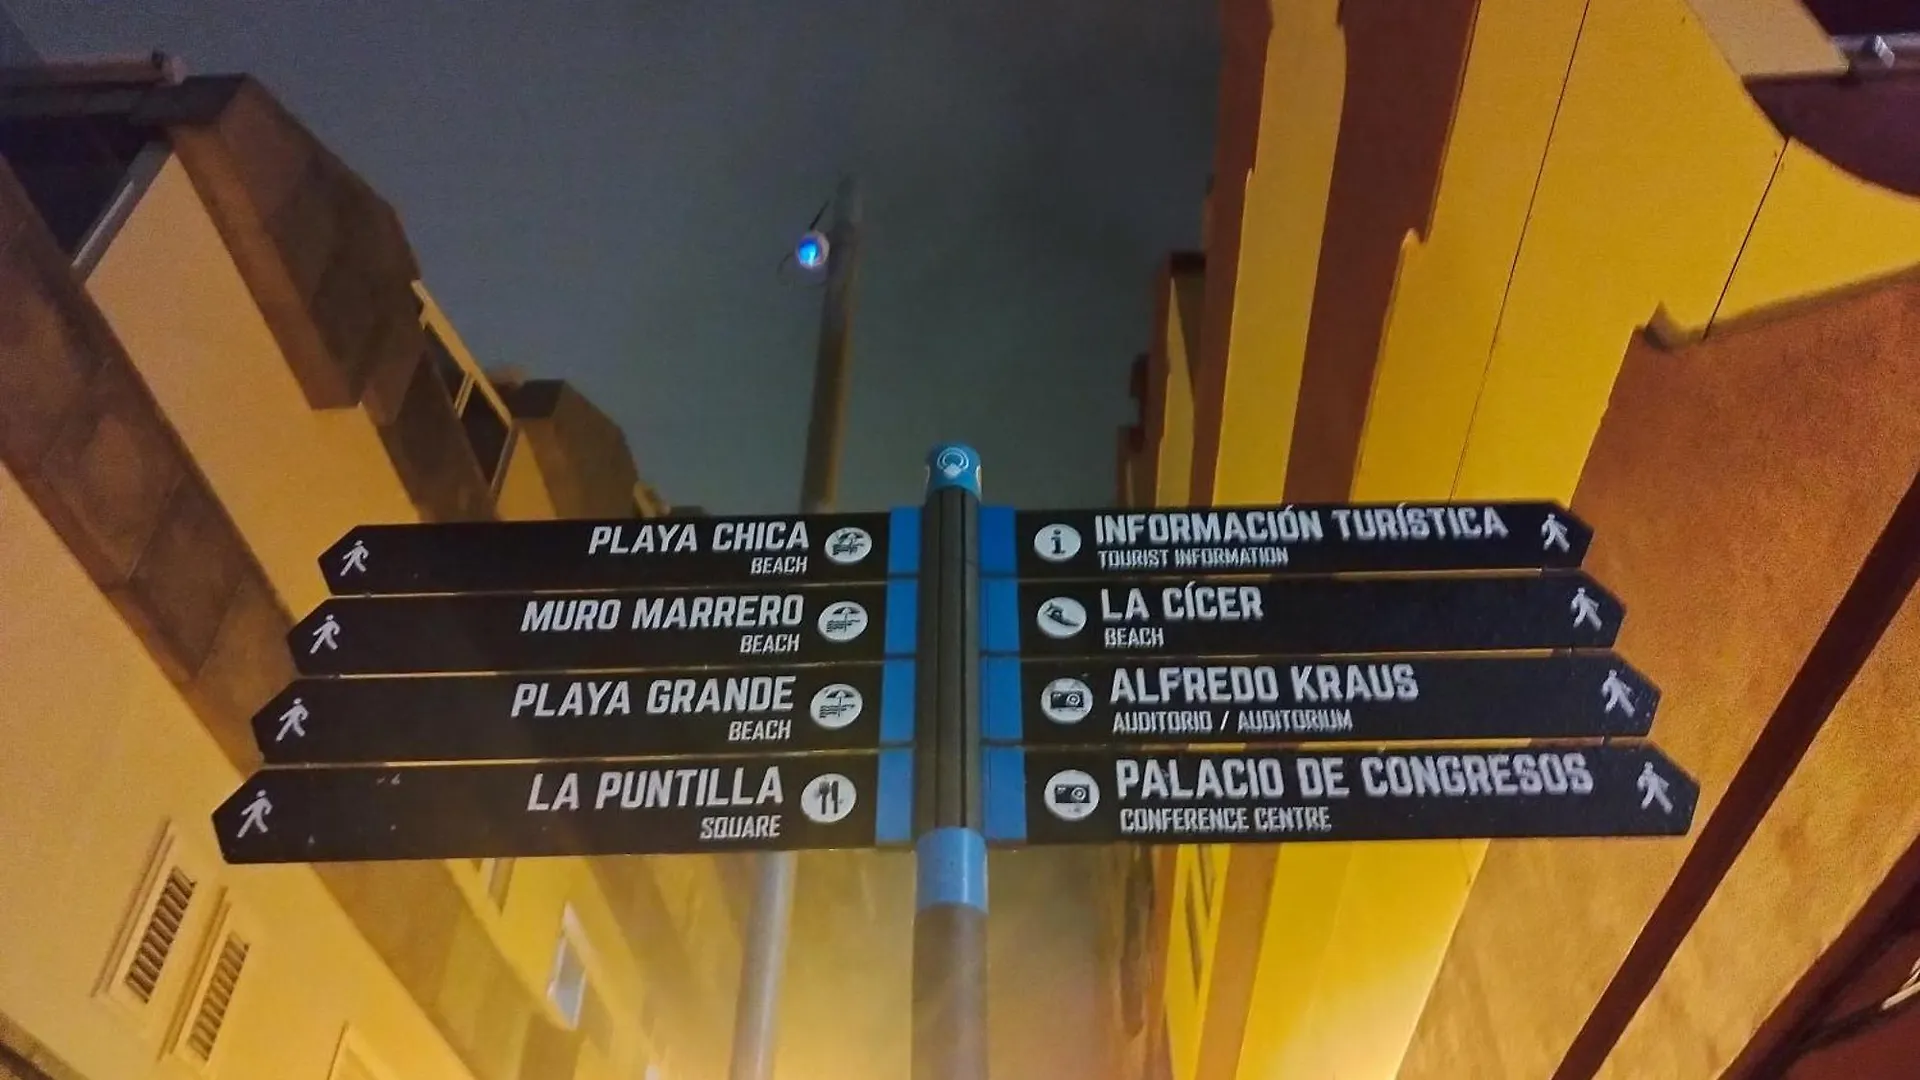 PLAYA CHICA
BEACH
MURO MARRERO
BEACH
PLAYA GRANDE
BEACH
LA PUNTILLA
SQUARE
i
INFORMACIÓN TURÍSTICA
TOURIST INFORMATION
LA CÍCER
BEACH
ALFREDO KRAUS
AUDITORIO / AUDITORIUM
PALACIO DE CONGRESOS
CONFERENCE CENTRE